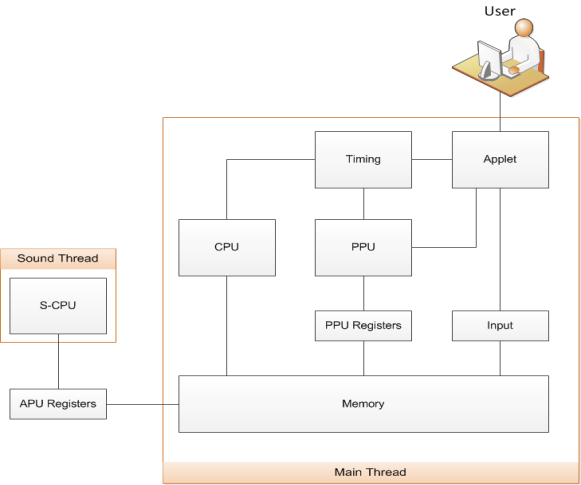 User
Timing
Applet
CPU
PPU
Sound Thread
S-CPU
PPU Registers
Input
APU Registers
Memory
Main Thread